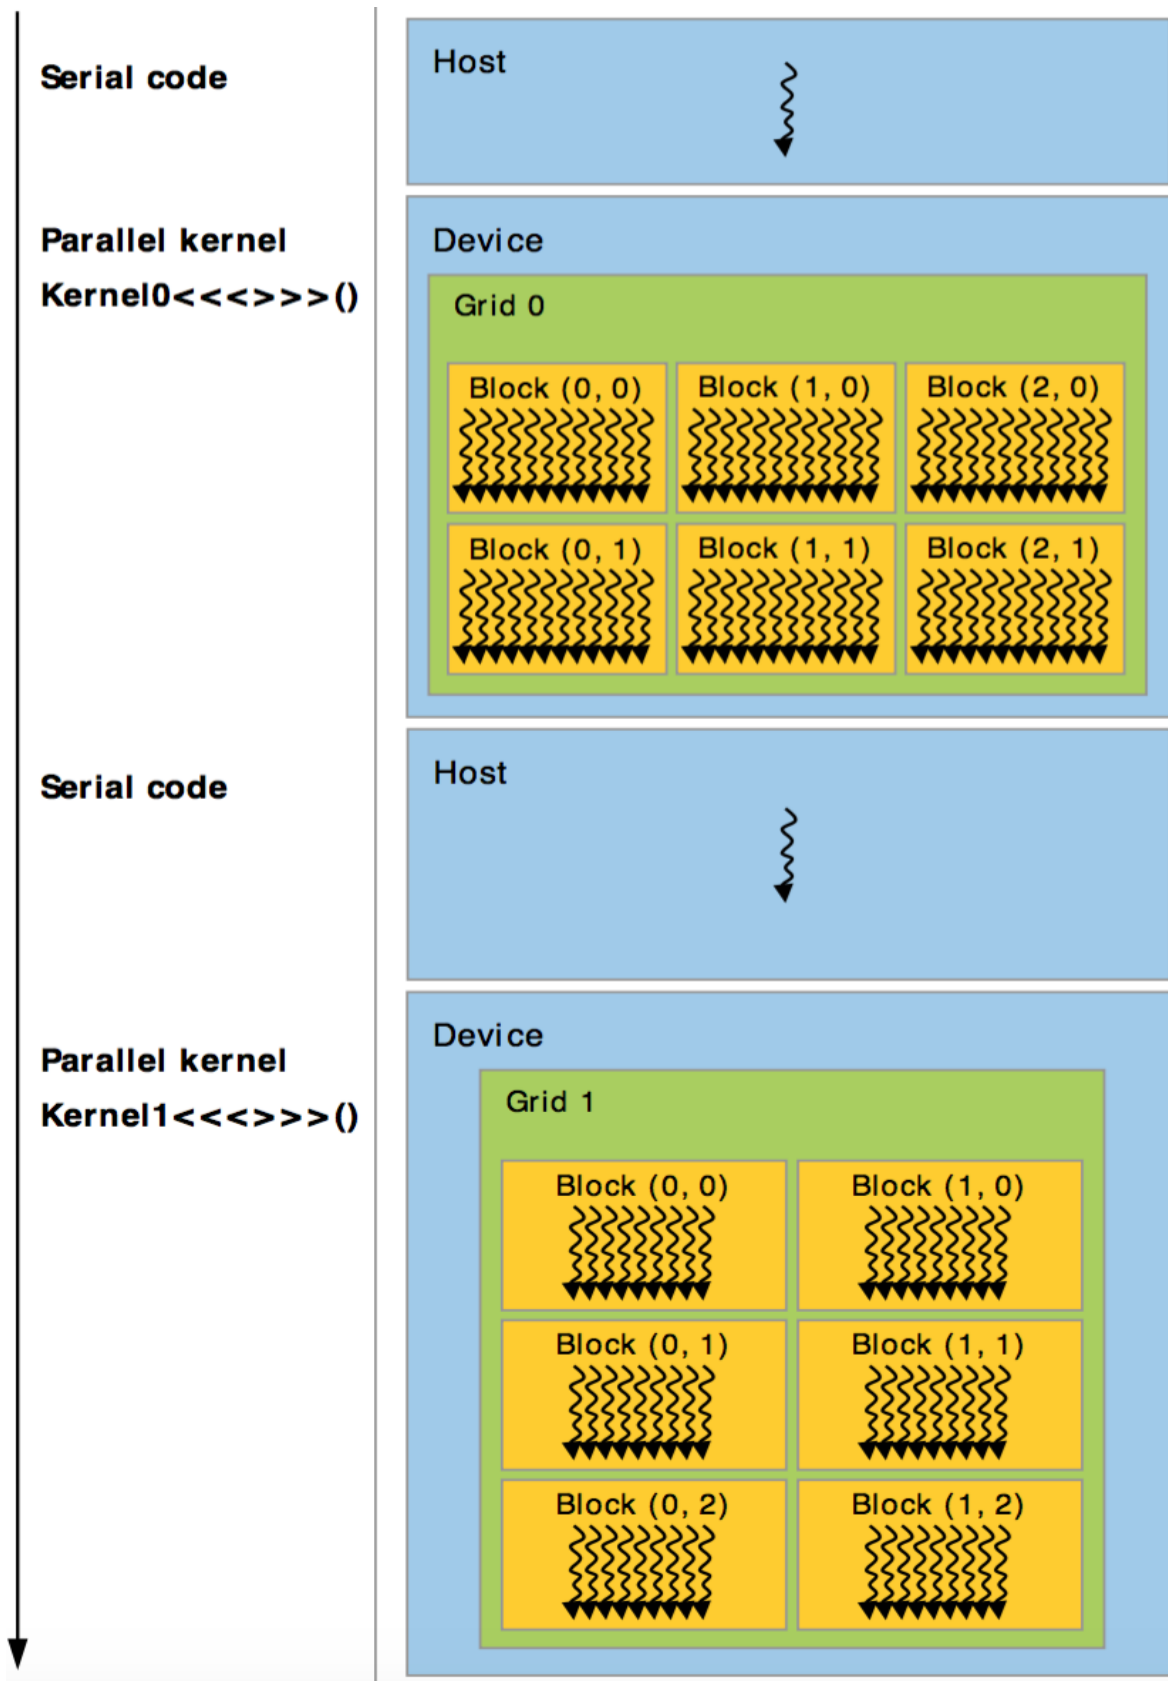 Serial code
Host
Parallel kernel
Kernel0<<<>>>()
Device
Grid 0
Block (0, 0) Block (1, 0) Block (2, 0)
Block (0, 1) Block (1, 1) Block (2, 1)
Serial code
Host
Parallel kernel
Kernel1<<<>>>()
Device
Grid 1
Block (0, 0) Block (1, 0)
Block (0, 1) Block (1, 1)
Block (0, 2) Block (1, 2)